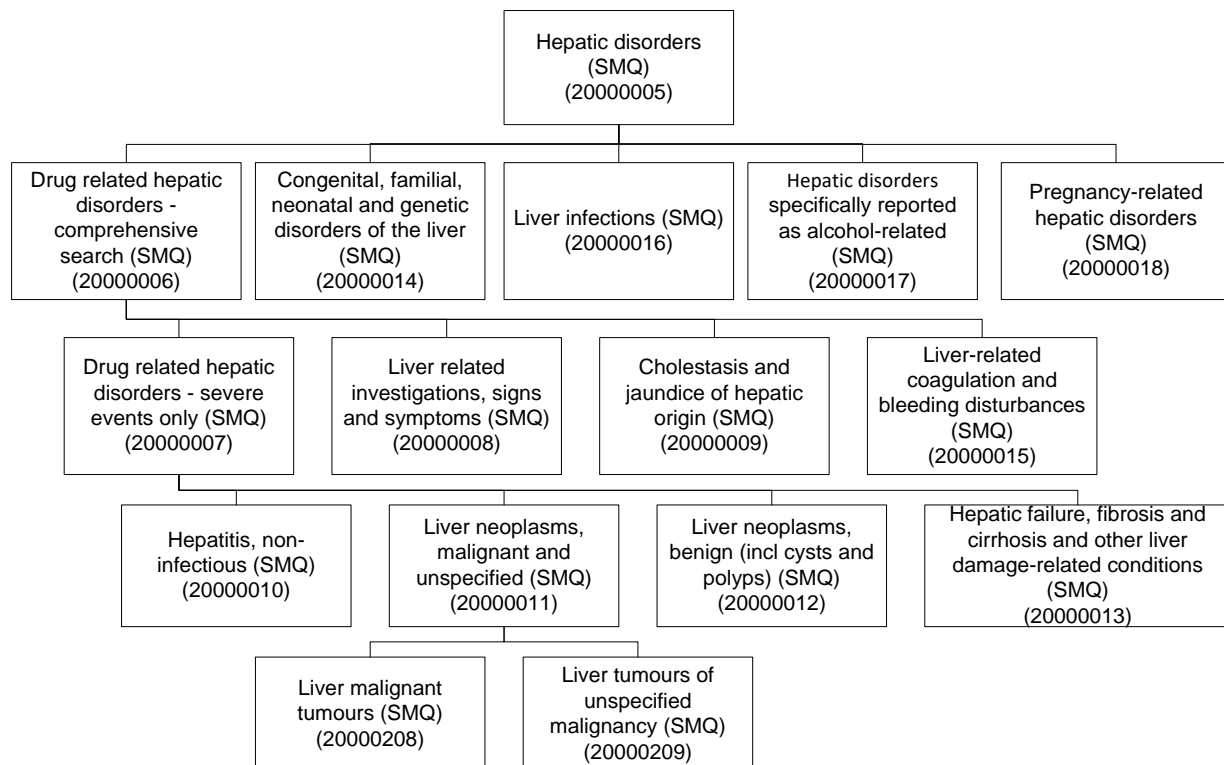 Hepatic disorders
(SMQ)
(20000005)
Drug related hepatic
disorders -
comprehensive
search (SMQ)
(20000006)
Congenital, familial,
neonatal and genetic
disorders of the liver
(SMQ)
(20000014)
Liver infections (SMQ)
(20000016)
Hepatic disorders
specifically reported
as alcohol-related
(SMQ)
(20000017)
Pregnancy-related
hepatic disorders
(SMQ)
(20000018)
Drug related hepatic
disorders - severe
events only (SMQ)
(20000007)
Liver related
investigations, signs
and symptoms (SMQ)
(20000008)
Cholestasis and
jaundice of hepatic
origin (SMQ)
(20000009)
Liver-related
coagulation and
bleeding disturbances
(SMQ)
(20000015)
Hepatitis, non-
infectious (SMQ)
(20000010)
Liver neoplasms,
malignant and
unspecified (SMQ)
(20000011)
Liver neoplasms,
benign (incl cysts and
polyps) (SMQ)
(20000012)
Hepatic failure, fibrosis and
cirrhosis and other liver
damage-related conditions
(SMQ)
(20000013)
Liver malignant
tumours (SMQ)
(20000208)
Liver tumours of
unspecified
malignancy (SMQ)
(20000209)